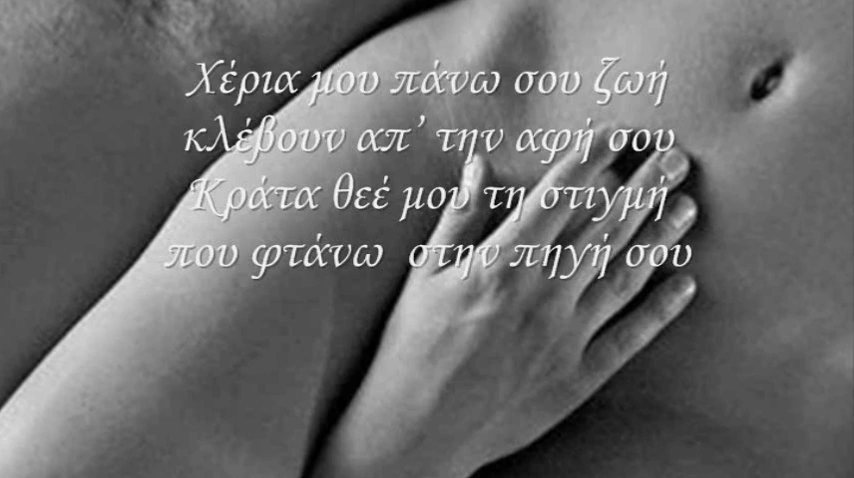 Χέρια μου πάνω σου ζωή
κλέβουν απ’ την αφή σου
Κράτα θεέ μου τη στιγμή
που φτάνω στην πηγή σου